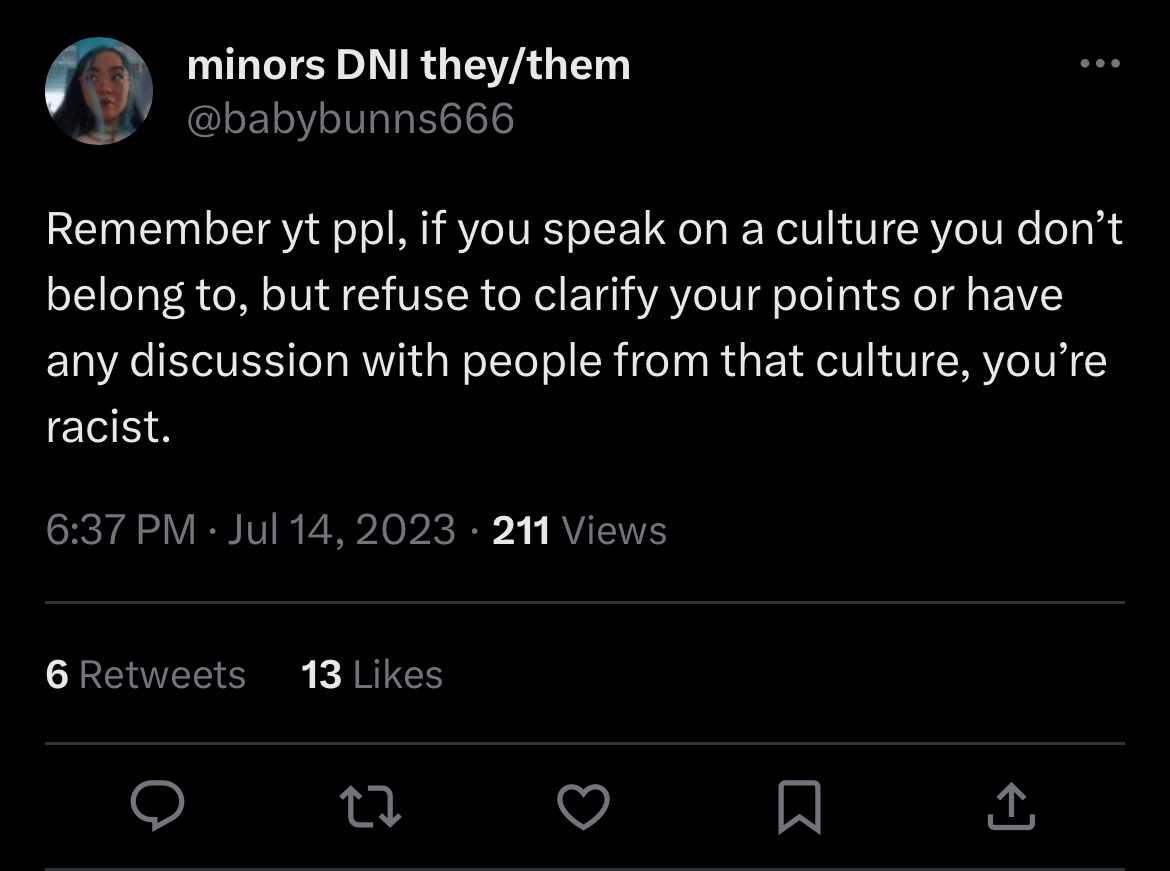 minors DNI they/them
@babybunns666
Remember yt ppl, if you speak on a culture you don’t
belong to, but refuse to clarify your points or have
any discussion with people from that culture, you’re
racist.
6:37 PM · Jul 14, 2023 · 211 Views
6 Retweets 13 Likes